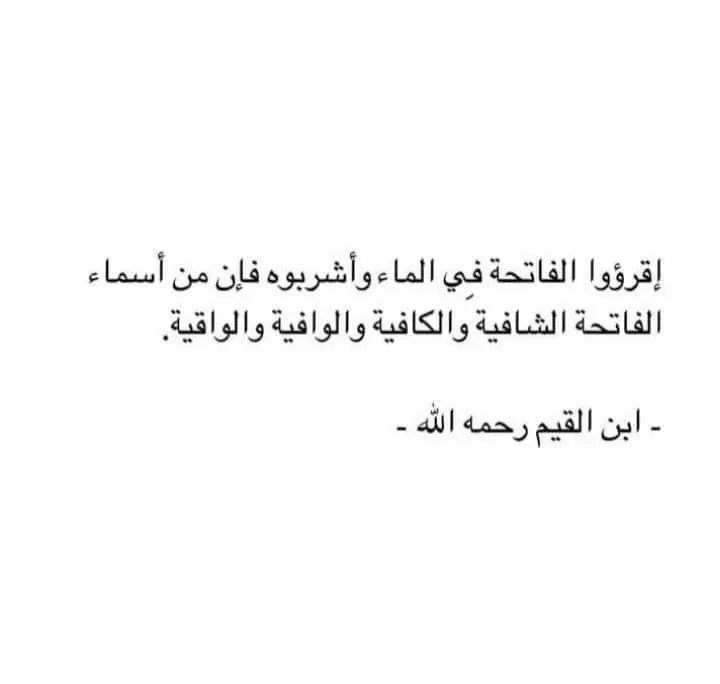 إقرؤوا الفاتحة فِي الماء وأشربوه فإن من أسماء
الفاتحة الشافية والكافية والوافية والواقية.
- ابن القيم رحمه الله -